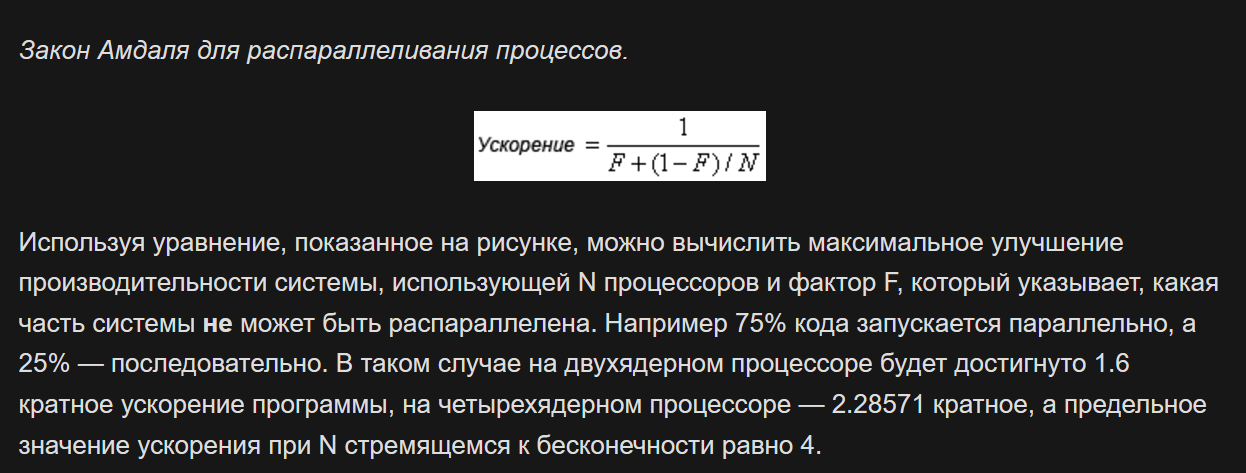 Закон Амдаля для распараллеливания процессов.
Ускорение = 1 / F + (1 − F) / N
Используя уравнение, показанное на рисунке, можно вычислить максимальное улучшение
производительности системы, использующей N процессоров и фактор F, который указывает, какая
часть системы не может быть распараллелена. Например 75% кода запускается параллельно, а
25% — последовательно. В таком случае на двухядерном процессоре будет достигнуто 1.6
кратное ускорение программы, на четырехядерном процессоре — 2.28571 кратное, а предельное
значение ускорения при N стремящемся к бесконечности равно 4.